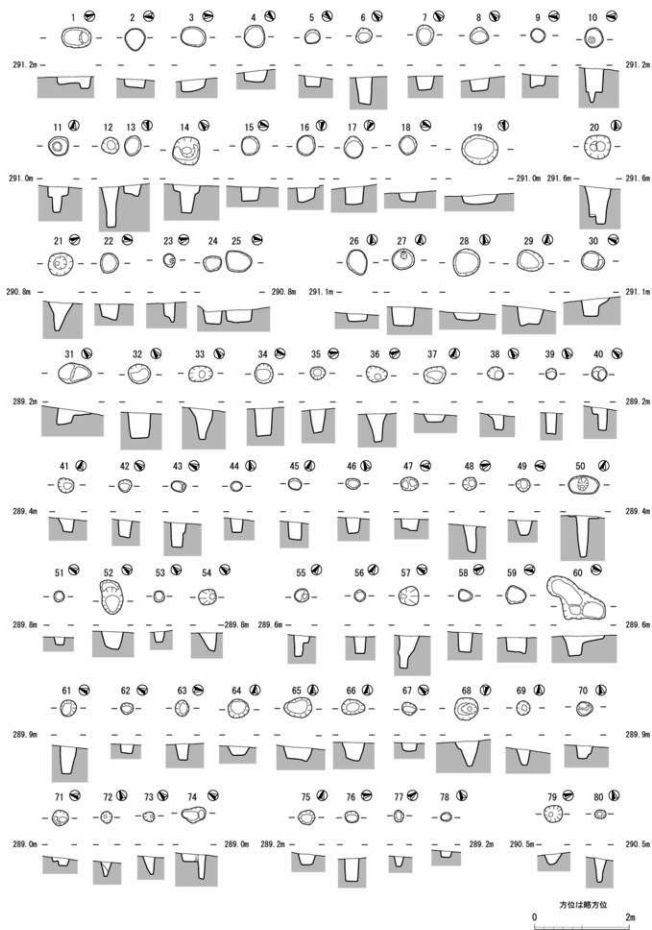 1 2 3 4 5 6 7 8 9 10
291.2m 291.2m
11 12 13 14 15 16 17 18 19 20
291.0m 291.0m 291.6m 291.6m
21 22 23 24 25 26 27 28 29 30
290.8m 290.8m 291.1m 291.1m
31 32 33 34 35 36 37 38 39 40
289.2m 289.2m
41 42 43 44 45 46 47 48 49 50
289.4m 289.4m
51 52 53 54 55 56 57 58 59 60
289.8m 289.8m 289.6m 289.6m
61 62 63 64 65 66 67 68 69 70
289.9m 289.9m
71 72 73 74 75 76 77 78 79 80
289.0m 289.0m 289.2m 289.2m 290.5m 290.5m
方位は略方位
0 2m